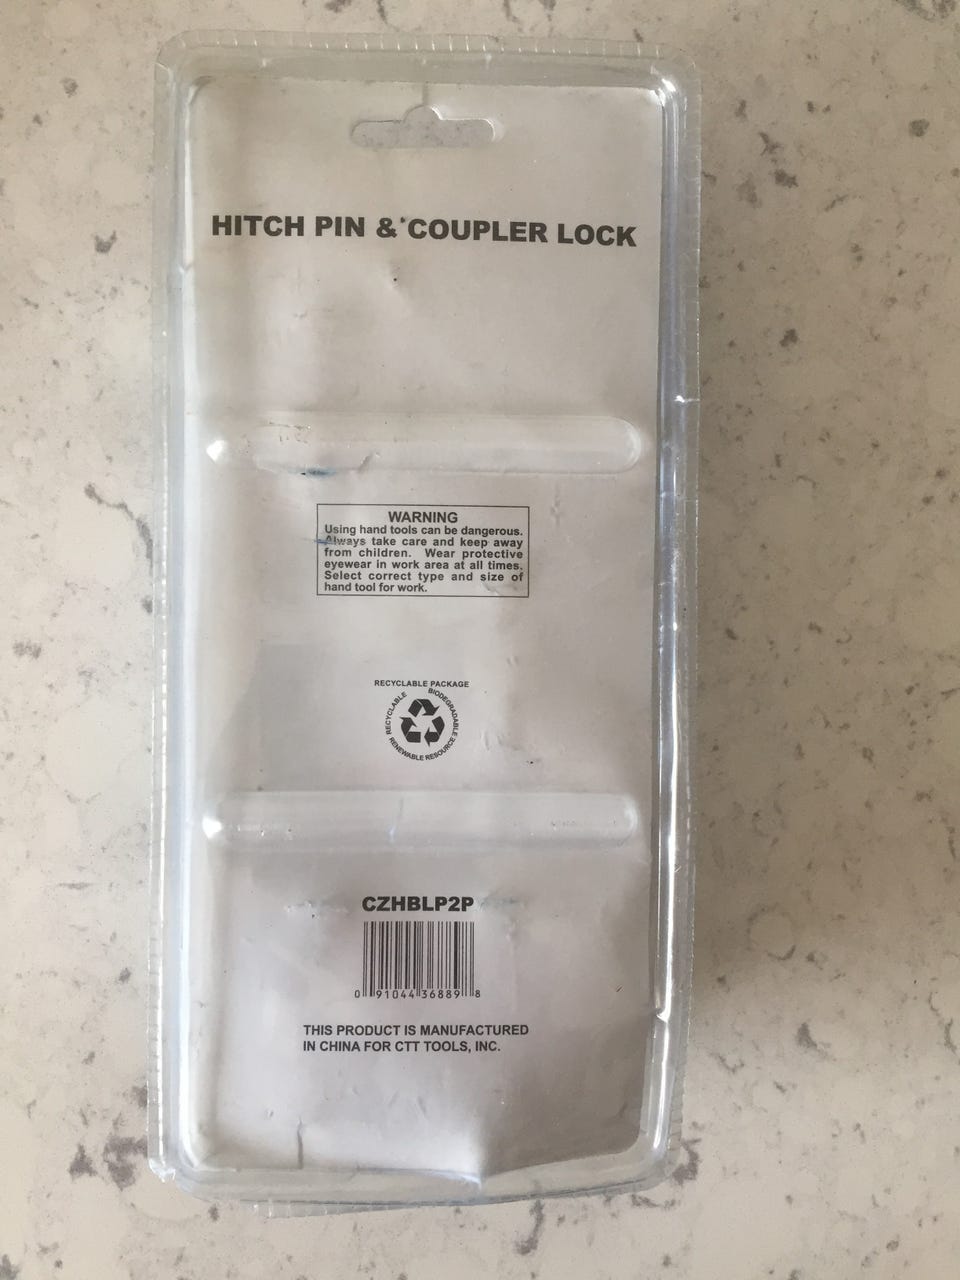 HITCH PIN & COUPLER LOCK
WARNING
Using hand tools can be dangerous.
Always take care and keep away
from children. Wear protective
eyewear in work area at all times.
Select correct type and size of
hand tool for work.
RECYCLABLE PACKAGE
RECYCLABLE
BIODEGRADABLE
RENEWABLE RESOURCE
CZHBLP2P
0 91044 36889 8
THIS PRODUCT IS MANUFACTURED
IN CHINA FOR CTT TOOLS, INC.